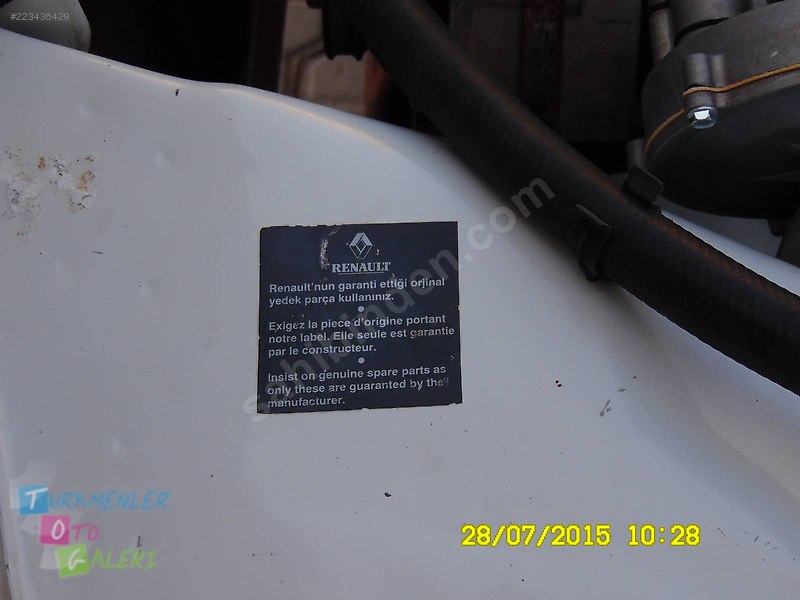 #223436429
RENAULT
Renault'nun garanti ettiği orjinal
yedek parça kullanınız.
Exigez la piece d'origine portant
notre label. Elle seule est garantie
par le constructeur.
Insist on genuine spare parts as
only these are guaranted by the
manufacturer.
sahibinden.com
TURKMENLER
OTO
GALERI
28/07/2015 10:28